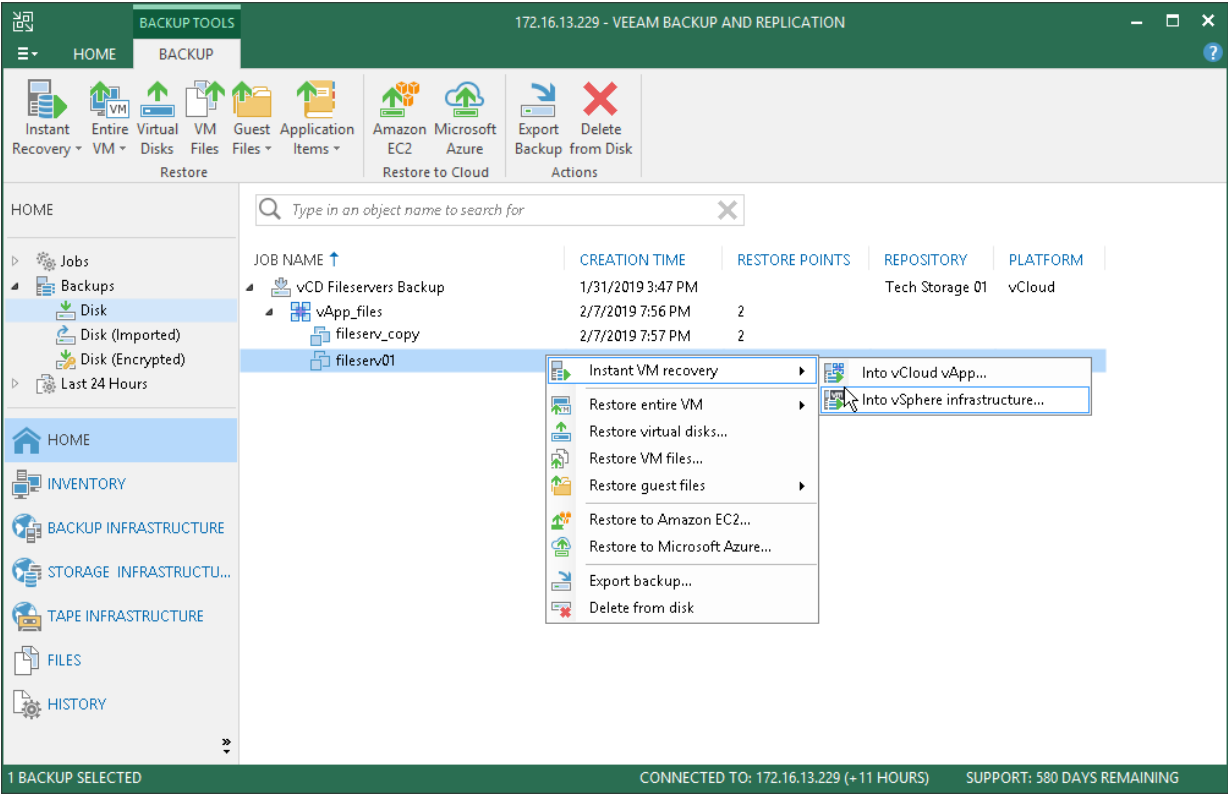 BACKUP TOOLS
172.16.13.229 - VEEAM BACKUP AND REPLICATION
HOME
BACKUP
Instant Recovery
Entire VM
Virtual Disks
VM Files
Guest Files
Application Items
Amazon EC2
Microsoft Azure
Export Backup
Delete from Disk
Restore
Restore to Cloud
Actions
HOME
Jobs
Backups
Disk
Disk (Imported)
Disk (Encrypted)
Last 24 Hours
HOME
INVENTORY
BACKUP INFRASTRUCTURE
STORAGE INFRASTRUCTU...
TAPE INFRASTRUCTURE
FILES
HISTORY
Type in an object name to search for
JOB NAME CREATION TIME RESTORE POINTS REPOSITORY PLATFORM
vCD Fileservers Backup 1/31/2019 3:47 PM Tech Storage 01 vCloud
vApp_files 2/7/2019 7:56 PM 2
fileserv_copy 2/7/2019 7:57 PM 2
fileserv01
Instant VM recovery
Restore entire VM
Restore virtual disks...
Restore VM files...
Restore guest files
Restore to Amazon EC2...
Restore to Microsoft Azure...
Export backup...
Delete from disk
Into vCloud vApp...
Into vSphere infrastructure...
1 BACKUP SELECTED
CONNECTED TO: 172.16.13.229 (+11 HOURS)
SUPPORT: 580 DAYS REMAINING